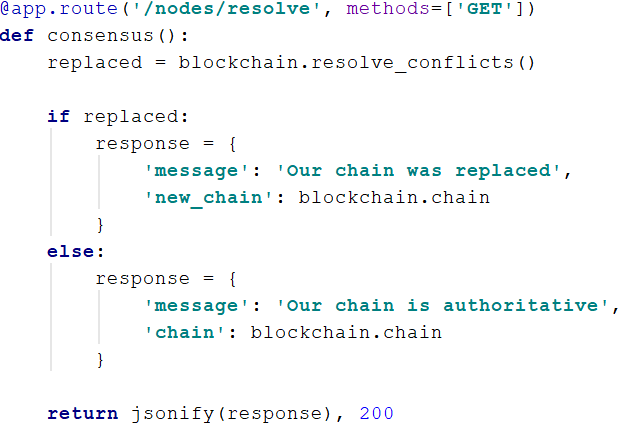 @app.route('/nodes/resolve', methods=['GET'])
def consensus():
    replaced = blockchain.resolve_conflicts()

    if replaced:
        response = {
            'message': 'Our chain was replaced',
            'new_chain': blockchain.chain
        }
    else:
        response = {
            'message': 'Our chain is authoritative',
            'chain': blockchain.chain
        }

    return jsonify(response), 200